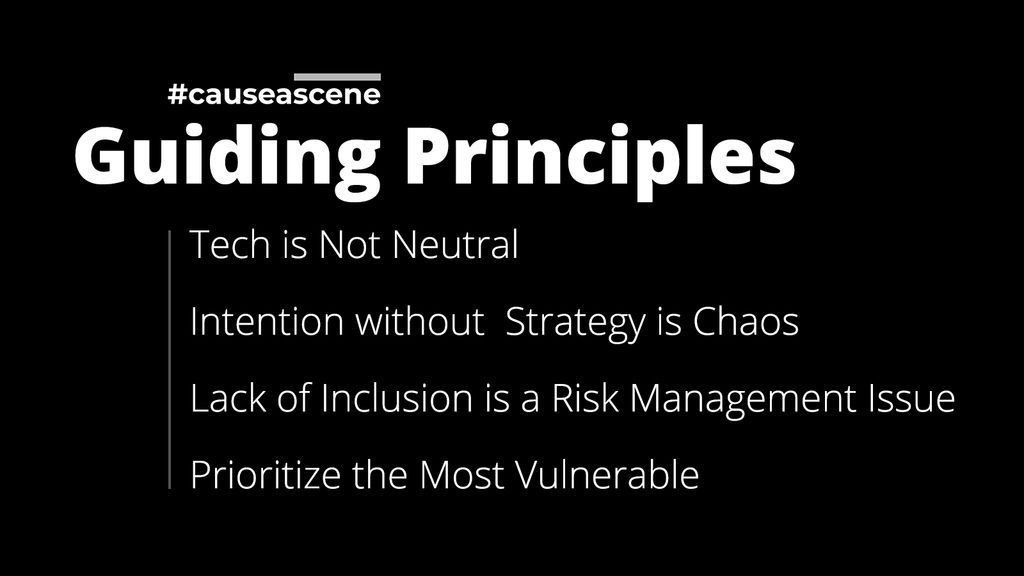 #causeascene
Guiding Principles
Tech is Not Neutral
Intention without  Strategy is Chaos
Lack of Inclusion is a Risk Management Issue
Prioritize the Most Vulnerable